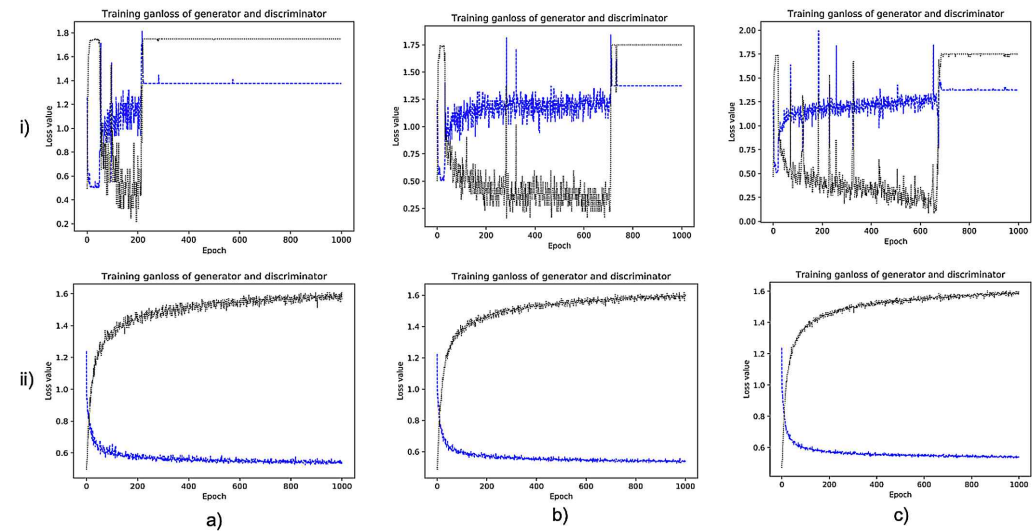 Training ganloss of generator and discriminator
Training ganloss of generator and discriminator
Training ganloss of generator and discriminator
i)
Loss value
1.8
1.6
1.4
1.2
1.0
0.8
0.6
0.4
0.2
0 200 400 600 800 1000
Epoch
Loss value
1.75
1.50
1.25
1.00
0.75
0.50
0.25
0 200 400 600 800 1000
Epoch
Loss value
2.00
1.75
1.50
1.25
1.00
0.75
0.50
0.25
0.00
0 200 400 600 800 1000
Epoch
Training ganloss of generator and discriminator
Training ganloss of generator and discriminator
Training ganloss of generator and discriminator
ii)
Loss value
1.6
1.4
1.2
1.0
0.8
0.6
0 200 400 600 800 1000
Epoch
Loss value
1.6
1.4
1.2
1.0
0.8
0.6
0 200 400 600 800 1000
Epoch
Loss value
1.6
1.4
1.2
1.0
0.8
0.6
0 200 400 600 800 1000
Epoch
a)
b)
c)